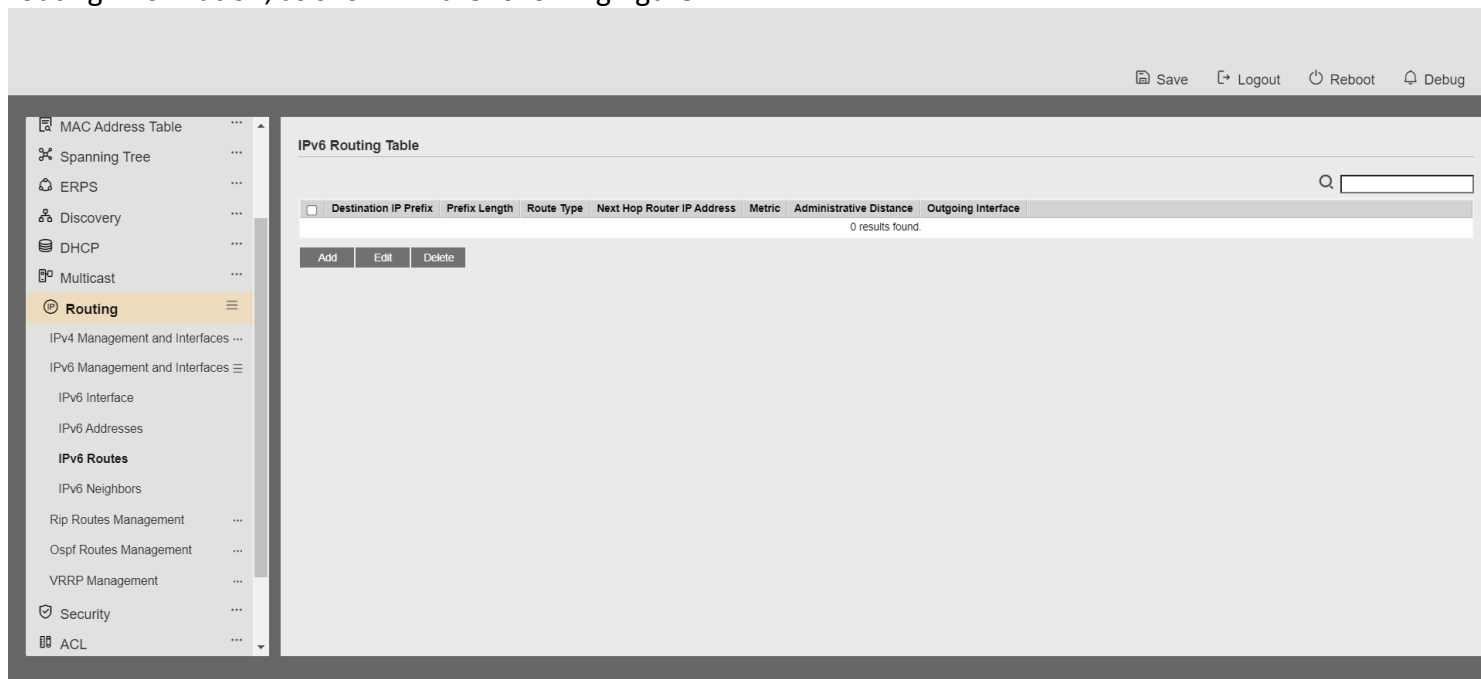 Save Logout Reboot Debug
MAC Address Table ...
Spanning Tree ...
ERPS ...
Discovery ...
DHCP ...
Multicast ...
Routing
IPv4 Management and Interfaces ...
IPv6 Management and Interfaces
IPv6 Interface
IPv6 Addresses
IPv6 Routes
IPv6 Neighbors
Rip Routes Management ...
Ospf Routes Management ...
VRRP Management ...
Security ...
ACL ...
IPv6 Routing Table
Destination IP Prefix Prefix Length Route Type Next Hop Router IP Address Metric Administrative Distance Outgoing Interface
0 results found.
Add Edit Delete